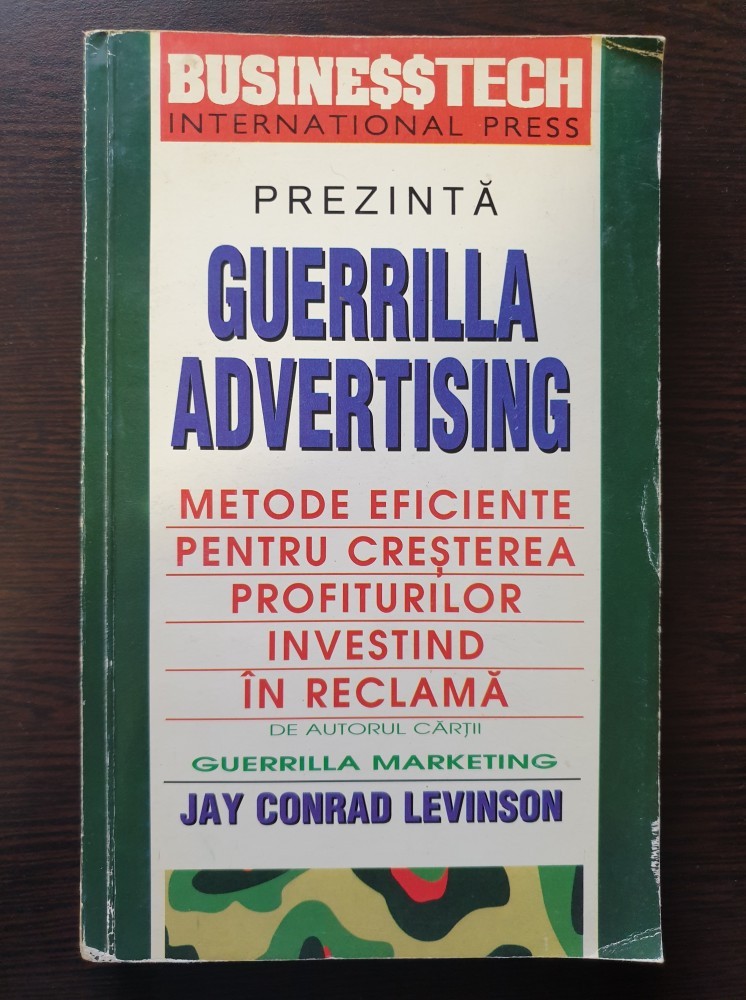 BUSINE$$TECH
INTERNATIONAL PRESS
PREZINTĂ
GUERRILLA
ADVERTISING
METODE EFICIENTE
PENTRU CREȘTEREA
PROFITURILOR
INVESTIND
ÎN RECLAMĂ
DE AUTORUL CĂRȚII
GUERRILLA MARKETING
JAY CONRAD LEVINSON